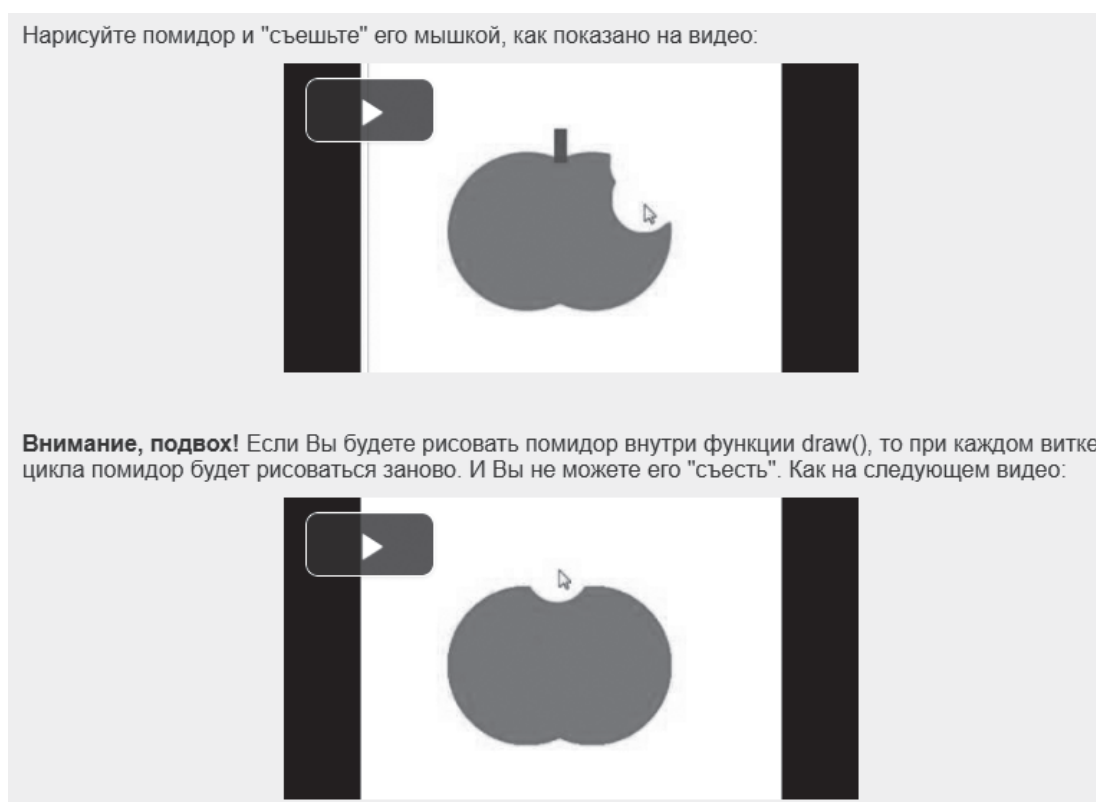 Нарисуйте помидор и "съешьте" его мышкой, как показано на видео:
Внимание, подвох! Если Вы будете рисовать помидор внутри функции draw(), то при каждом витке
цикла помидор будет рисоваться заново. И Вы не можете его "съесть". Как на следующем видео: